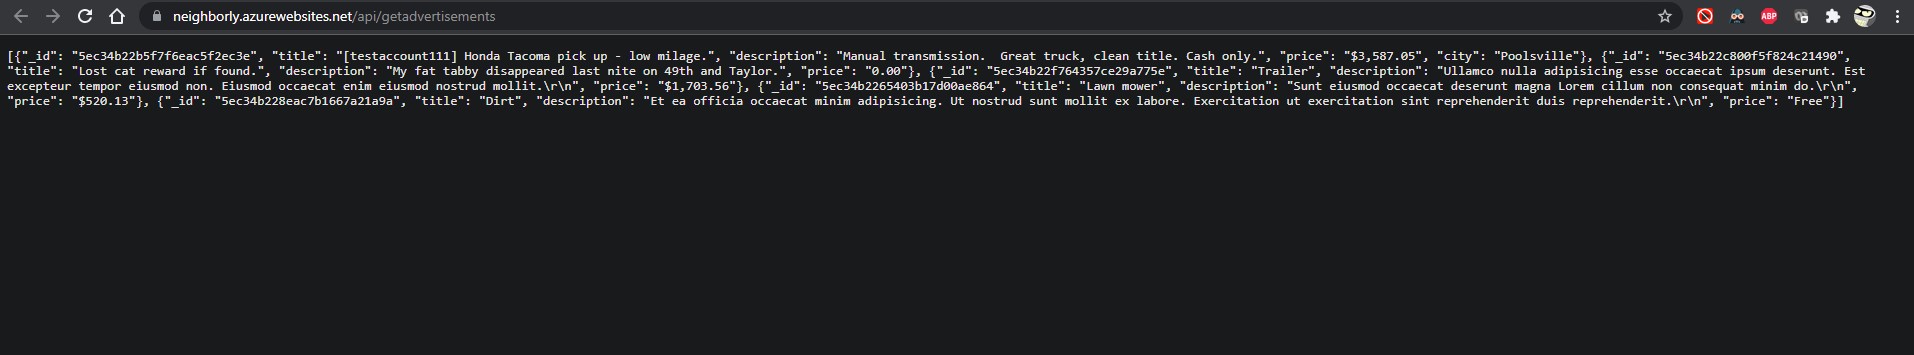 neighborly.azurewebsites.net/api/getadvertisements
ABP
[{"_id": "5ec34b22b5f7f6eac5f2ec3e", "title": "[testaccount111] Honda Tacoma pick up - low milage.", "description": "Manual transmission.  Great truck, clean title. Cash only.", "price": "$3,587.05", "city": "Poolsville"}, {"_id": "5ec34b22c800f5f824c21490",
"title": "Lost cat reward if found.", "description": "My fat tabby disappeared last nite on 49th and Taylor.", "price": "0.00"}, {"_id": "5ec34b22f764357ce29a775e", "title": "Trailer", "description": "Ullamco nulla adipisicing esse occaecat ipsum deserunt. Est
excepteur tempor eiusmod non. Eiusmod occaecat enim eiusmod nostrud mollit.\r\n", "price": "$1,703.56"}, {"_id": "5ec34b2265403b17d00ae864", "title": "Lawn mower", "description": "Sunt eiusmod occaecat deserunt magna Lorem cillum non consequat minim do.\r\n",
"price": "$520.13"}, {"_id": "5ec34b228eac7b1667a21a9a", "title": "Dirt", "description": "Et ea officia occaecat minim adipisicing. Ut nostrud sunt mollit ex labore. Exercitation ut exercitation sint reprehenderit duis reprehenderit.\r\n", "price": "Free"}]